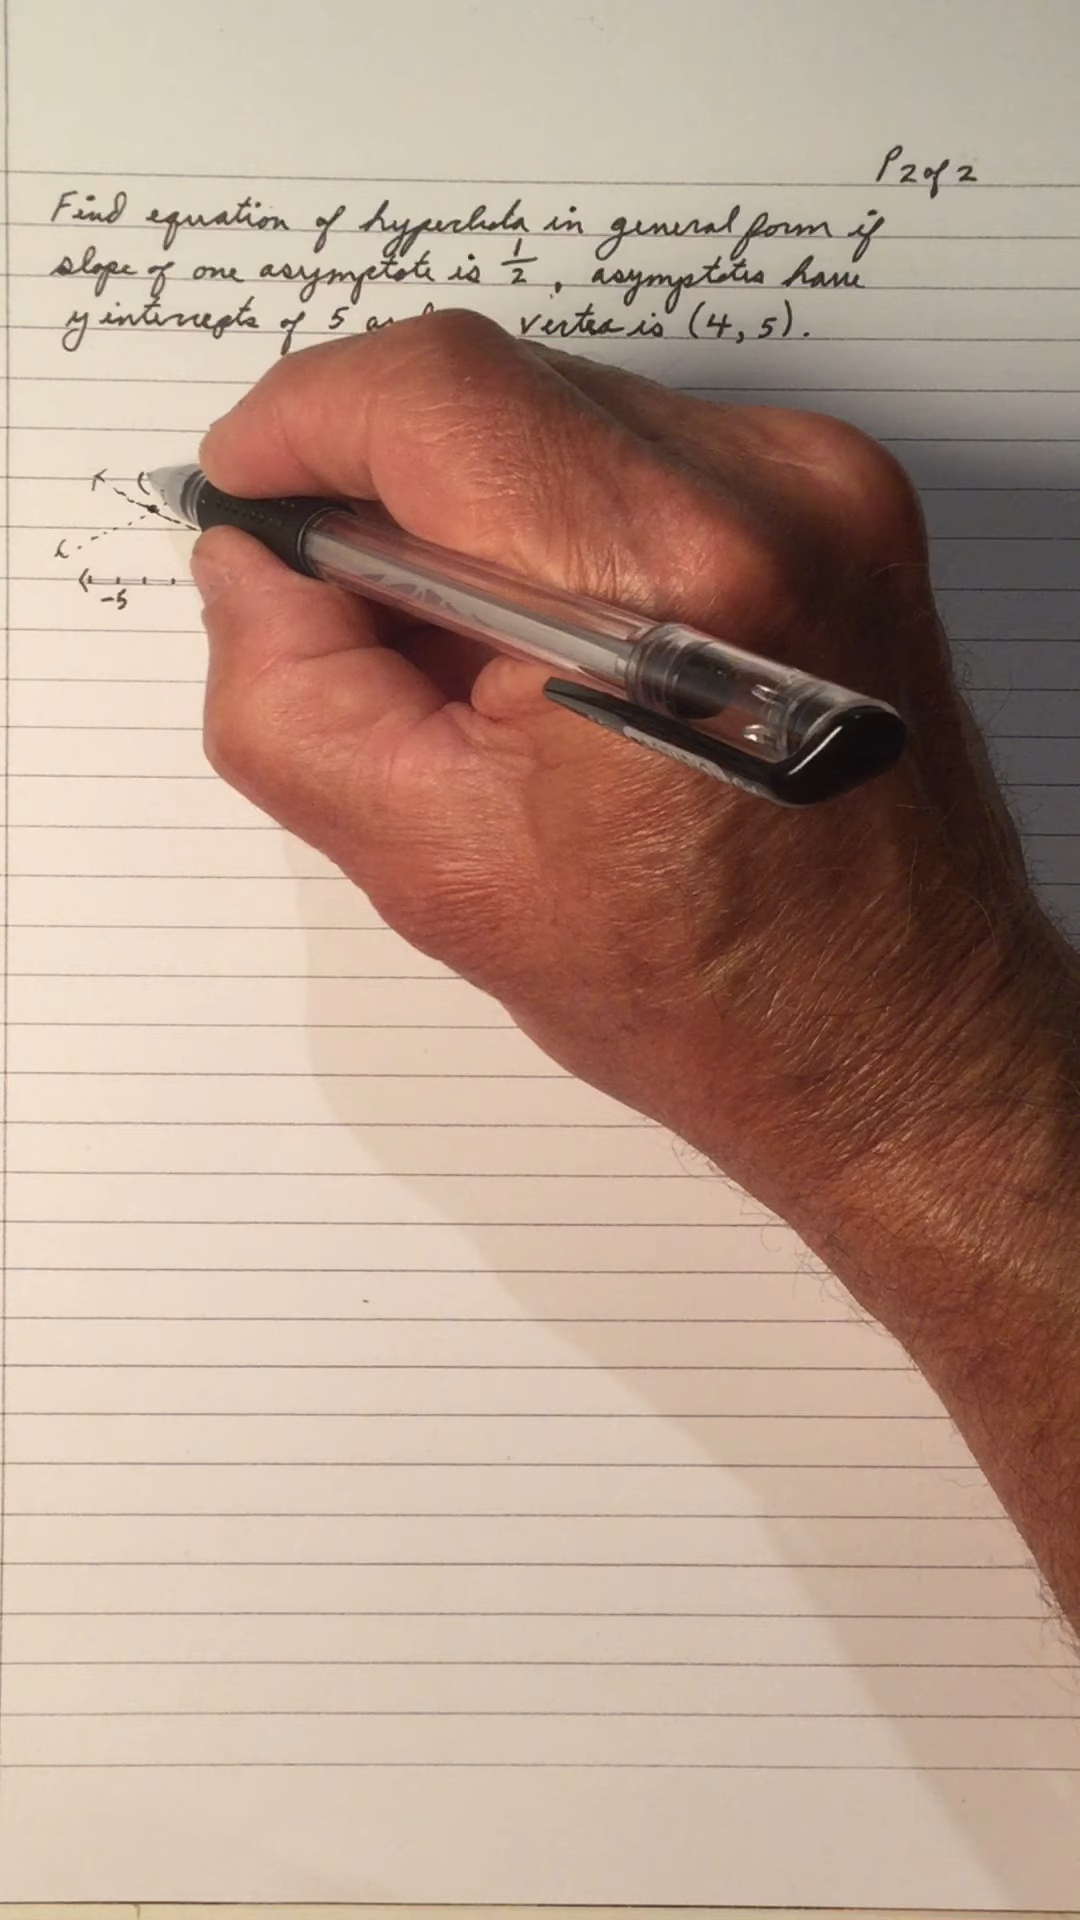 P 2 of 2
Find equation of hyperbola in general form if
slope of one asymptote is 1/2, asymptotes have
y intercepts of 5 vertex is (4, 5).
-5